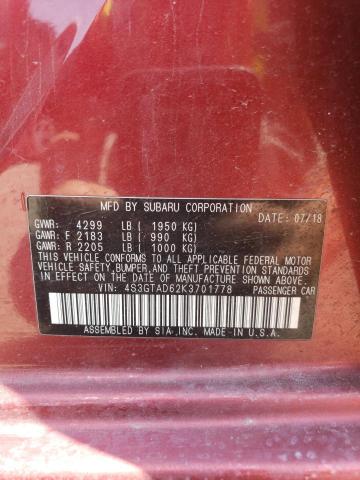 MFD BY SUBARU CORPORATION
DATE: 07/18
GVWR: 4299 LB ( 1950 KG)
GAWR: F 2183 LB ( 990 KG)
GAWR: R 2205 LB ( 1000 KG)
THIS VEHICLE CONFORMS TO ALL APPLICABLE FEDERAL MOTOR
VEHICLE SAFETY, BUMPER, AND THEFT PREVENTION STANDARDS
IN EFFECT ON THE DATE OF MANUFACTURE SHOWN ABOVE.
VIN: 4S3GTAD62K3701778 PASSENGER CAR
ASSEMBLED BY SIA, INC. MADE IN U.S.A.